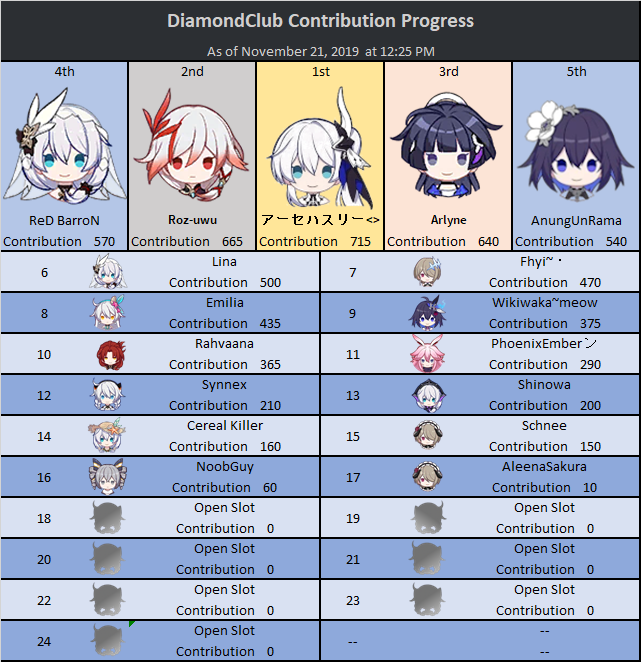 DiamondClub Contribution Progress
As of November 21, 2019 at 12:25 PM
4th
2nd
1st
3rd
5th
ReD BarroN
Roz-uwu
アーセハスリー<>
Arlyne
AnungUnRama
Contribution 570
Contribution 665
Contribution 715
Contribution 640
Contribution 540
6
Lina
Contribution 500
7
Fhyi~・
Contribution 470
8
Emilia
Contribution 435
9
Wikiwaka~meow
Contribution 375
10
Rahvaana
Contribution 365
11
PhoenixEmberン
Contribution 290
12
Synnex
Contribution 210
13
Shinowa
Contribution 200
14
Cereal Killer
Contribution 160
15
Schnee
Contribution 150
16
NoobGuy
Contribution 60
17
AleenaSakura
Contribution 10
18
Open Slot
Contribution 0
19
Open Slot
Contribution 0
20
Open Slot
Contribution 0
21
Open Slot
Contribution 0
22
Open Slot
Contribution 0
23
Open Slot
Contribution 0
24
Open Slot
Contribution 0
--
--
--